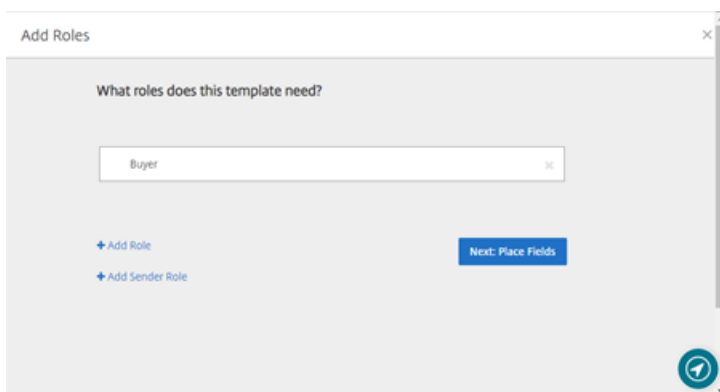 Add Roles
What roles does this template need?
Buyer
+ Add Role
Next: Place Fields
+ Add Sender Role